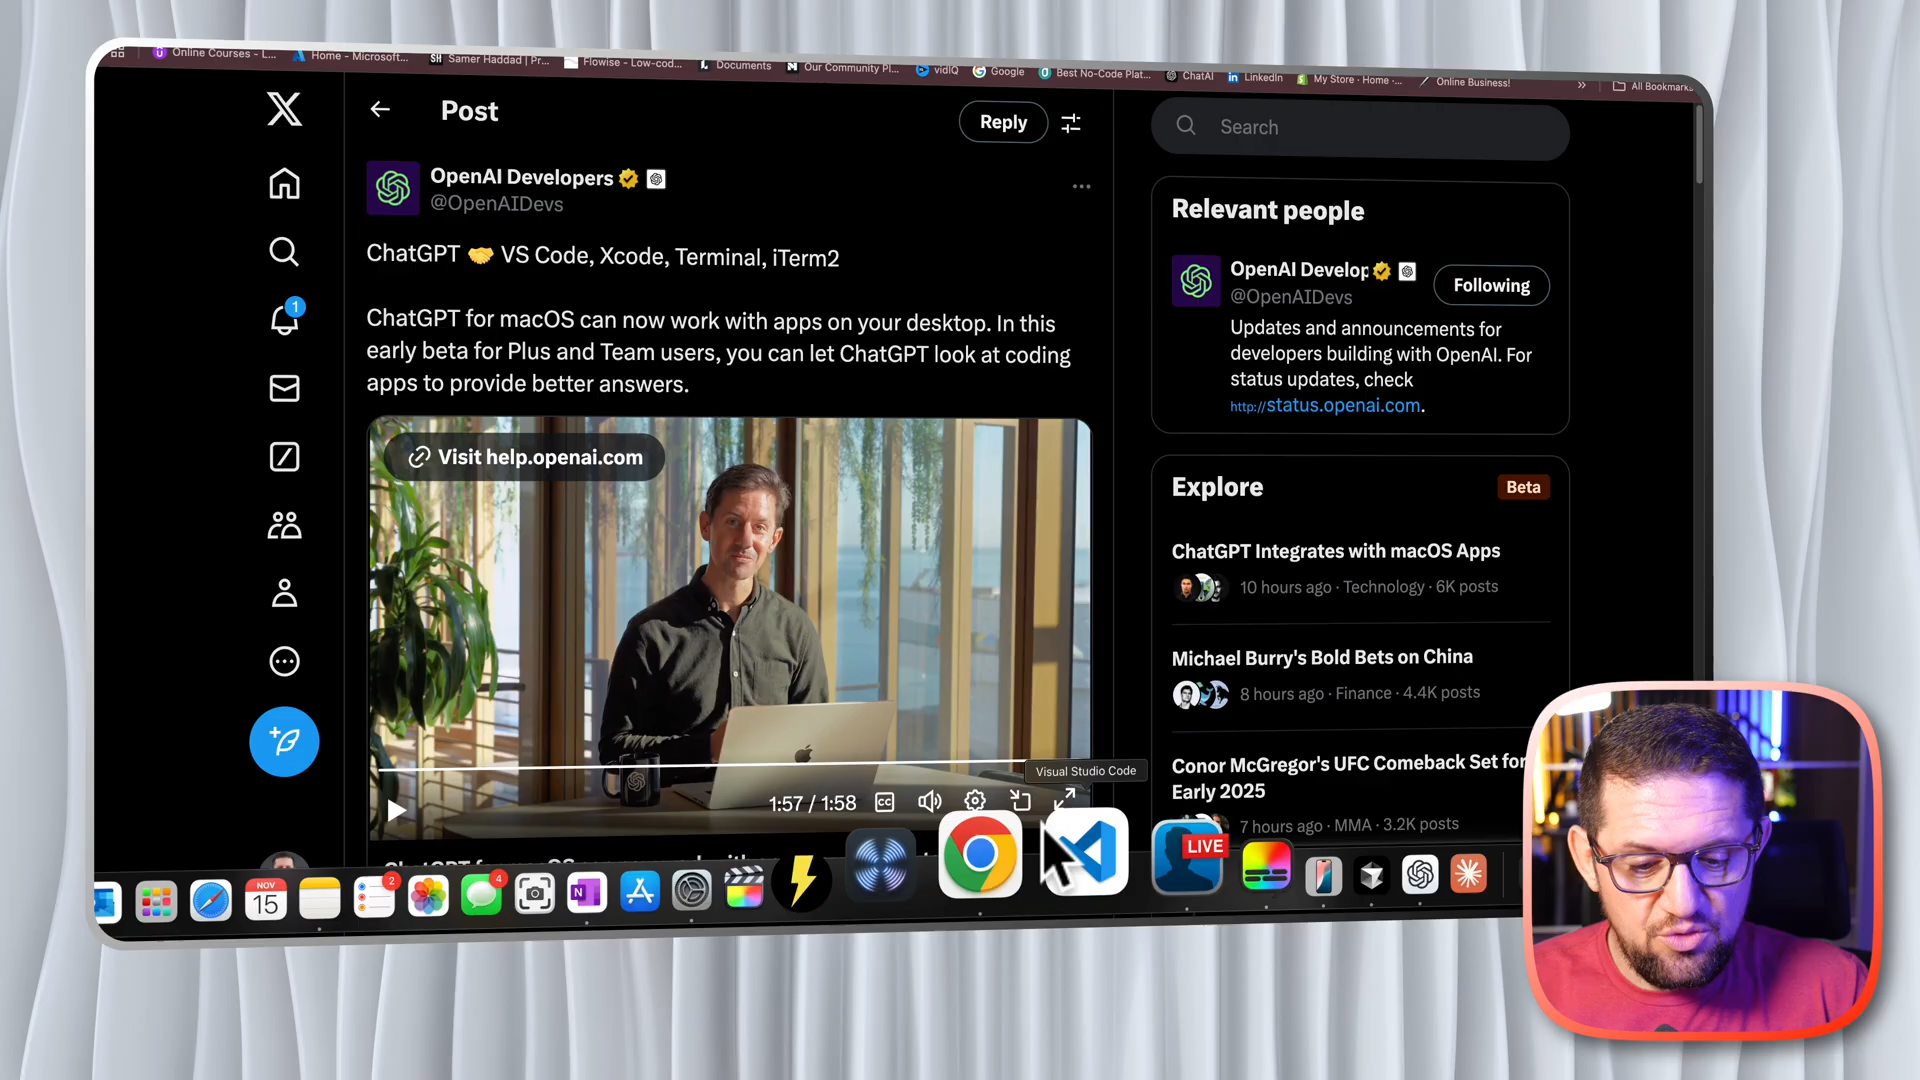 Online Courses - L...
Home - Microsoft...
SH Samer Haddad | Pr...
Flowise - Low-cod...
Documents
Our Community Pl...
vidIQ
Google
Best No-Code Plat...
ChatAI
LinkedIn
My Store · Home ·...
Online Business!
»
All Bookmarks
Post
Reply
Search
OpenAI Developers
@OpenAIDevs
ChatGPT 🤝 VS Code, Xcode, Terminal, iTerm2
ChatGPT for macOS can now work with apps on your desktop. In this
early beta for Plus and Team users, you can let ChatGPT look at coding
apps to provide better answers.
Visit help.openai.com
1:57 / 1:58
CC
Visual Studio Code
Relevant people
OpenAI Develop
@OpenAIDevs
Following
Updates and announcements for
developers building with OpenAI. For
status updates, check
http://status.openai.com.
Explore
Beta
ChatGPT Integrates with macOS Apps
10 hours ago · Technology · 6K posts
Michael Burry's Bold Bets on China
8 hours ago · Finance · 4.4K posts
Conor McGregor's UFC Comeback Set for
Early 2025
7 hours ago · MMA · 3.2K posts
1
NOV
15
2
4
N
LIVE